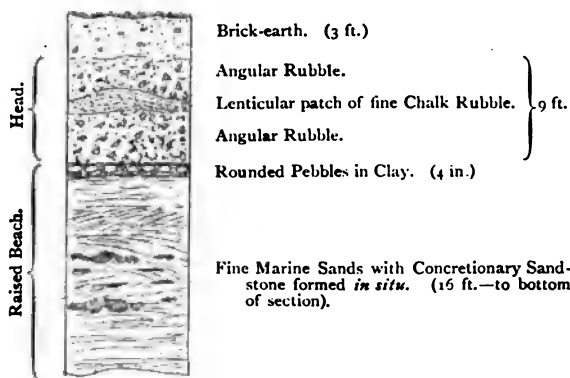 Brick-earth. (3 ft.)
Head.
Angular Rubble.
Lenticular patch of fine Chalk Rubble.
9 ft.
Angular Rubble.
Rounded Pebbles in Clay. (4 in.)
Raised Beach.
Fine Marine Sands with Concretionary Sand-
stone formed in situ. (16 ft.—to bottom
of section).